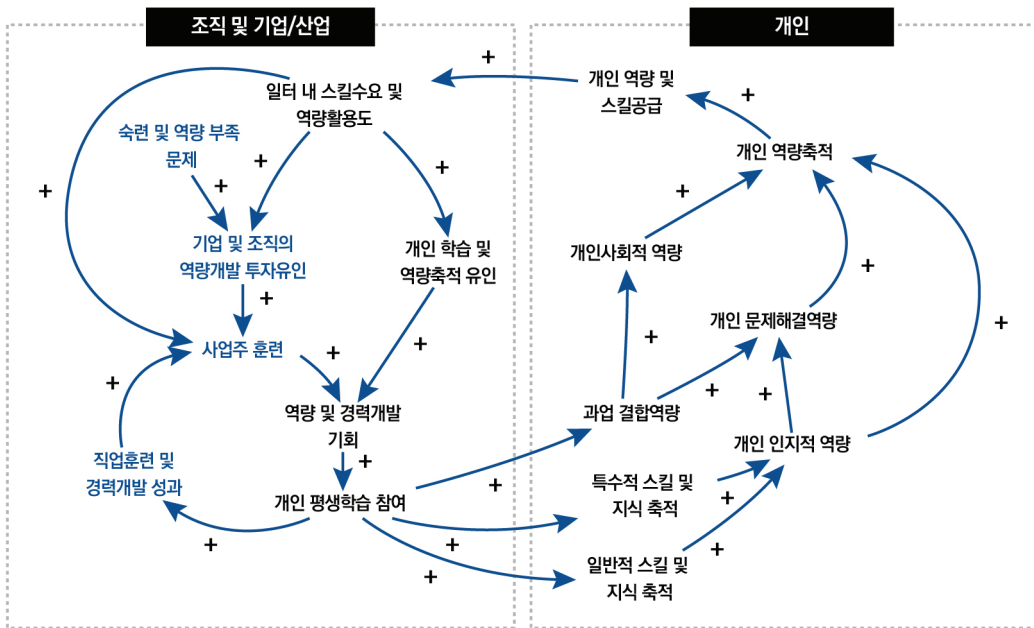 조직 및 기업/산업
개인
+
일터 내 스킬수요 및
역량활용도
숙련 및 역량 부족
문제
+
+
+
+
기업 및 조직의
역량개발 투자유인
개인 학습 및
역량축적 유인
+
사업주 훈련
+
+
+
역량 및 경력개발
기회
+
직업훈련 및
경력개발 성과
개인 평생학습 참여
+
+
+
+
개인 역량 및
스킬공급
+
개인 역량축적
+
개인사회적 역량
+
개인 문제해결역량
+
+
+
+
과업 결합역량
개인 인지적 역량
특수적 스킬 및
지식 축적
+
+
일반적 스킬 및
지식 축적